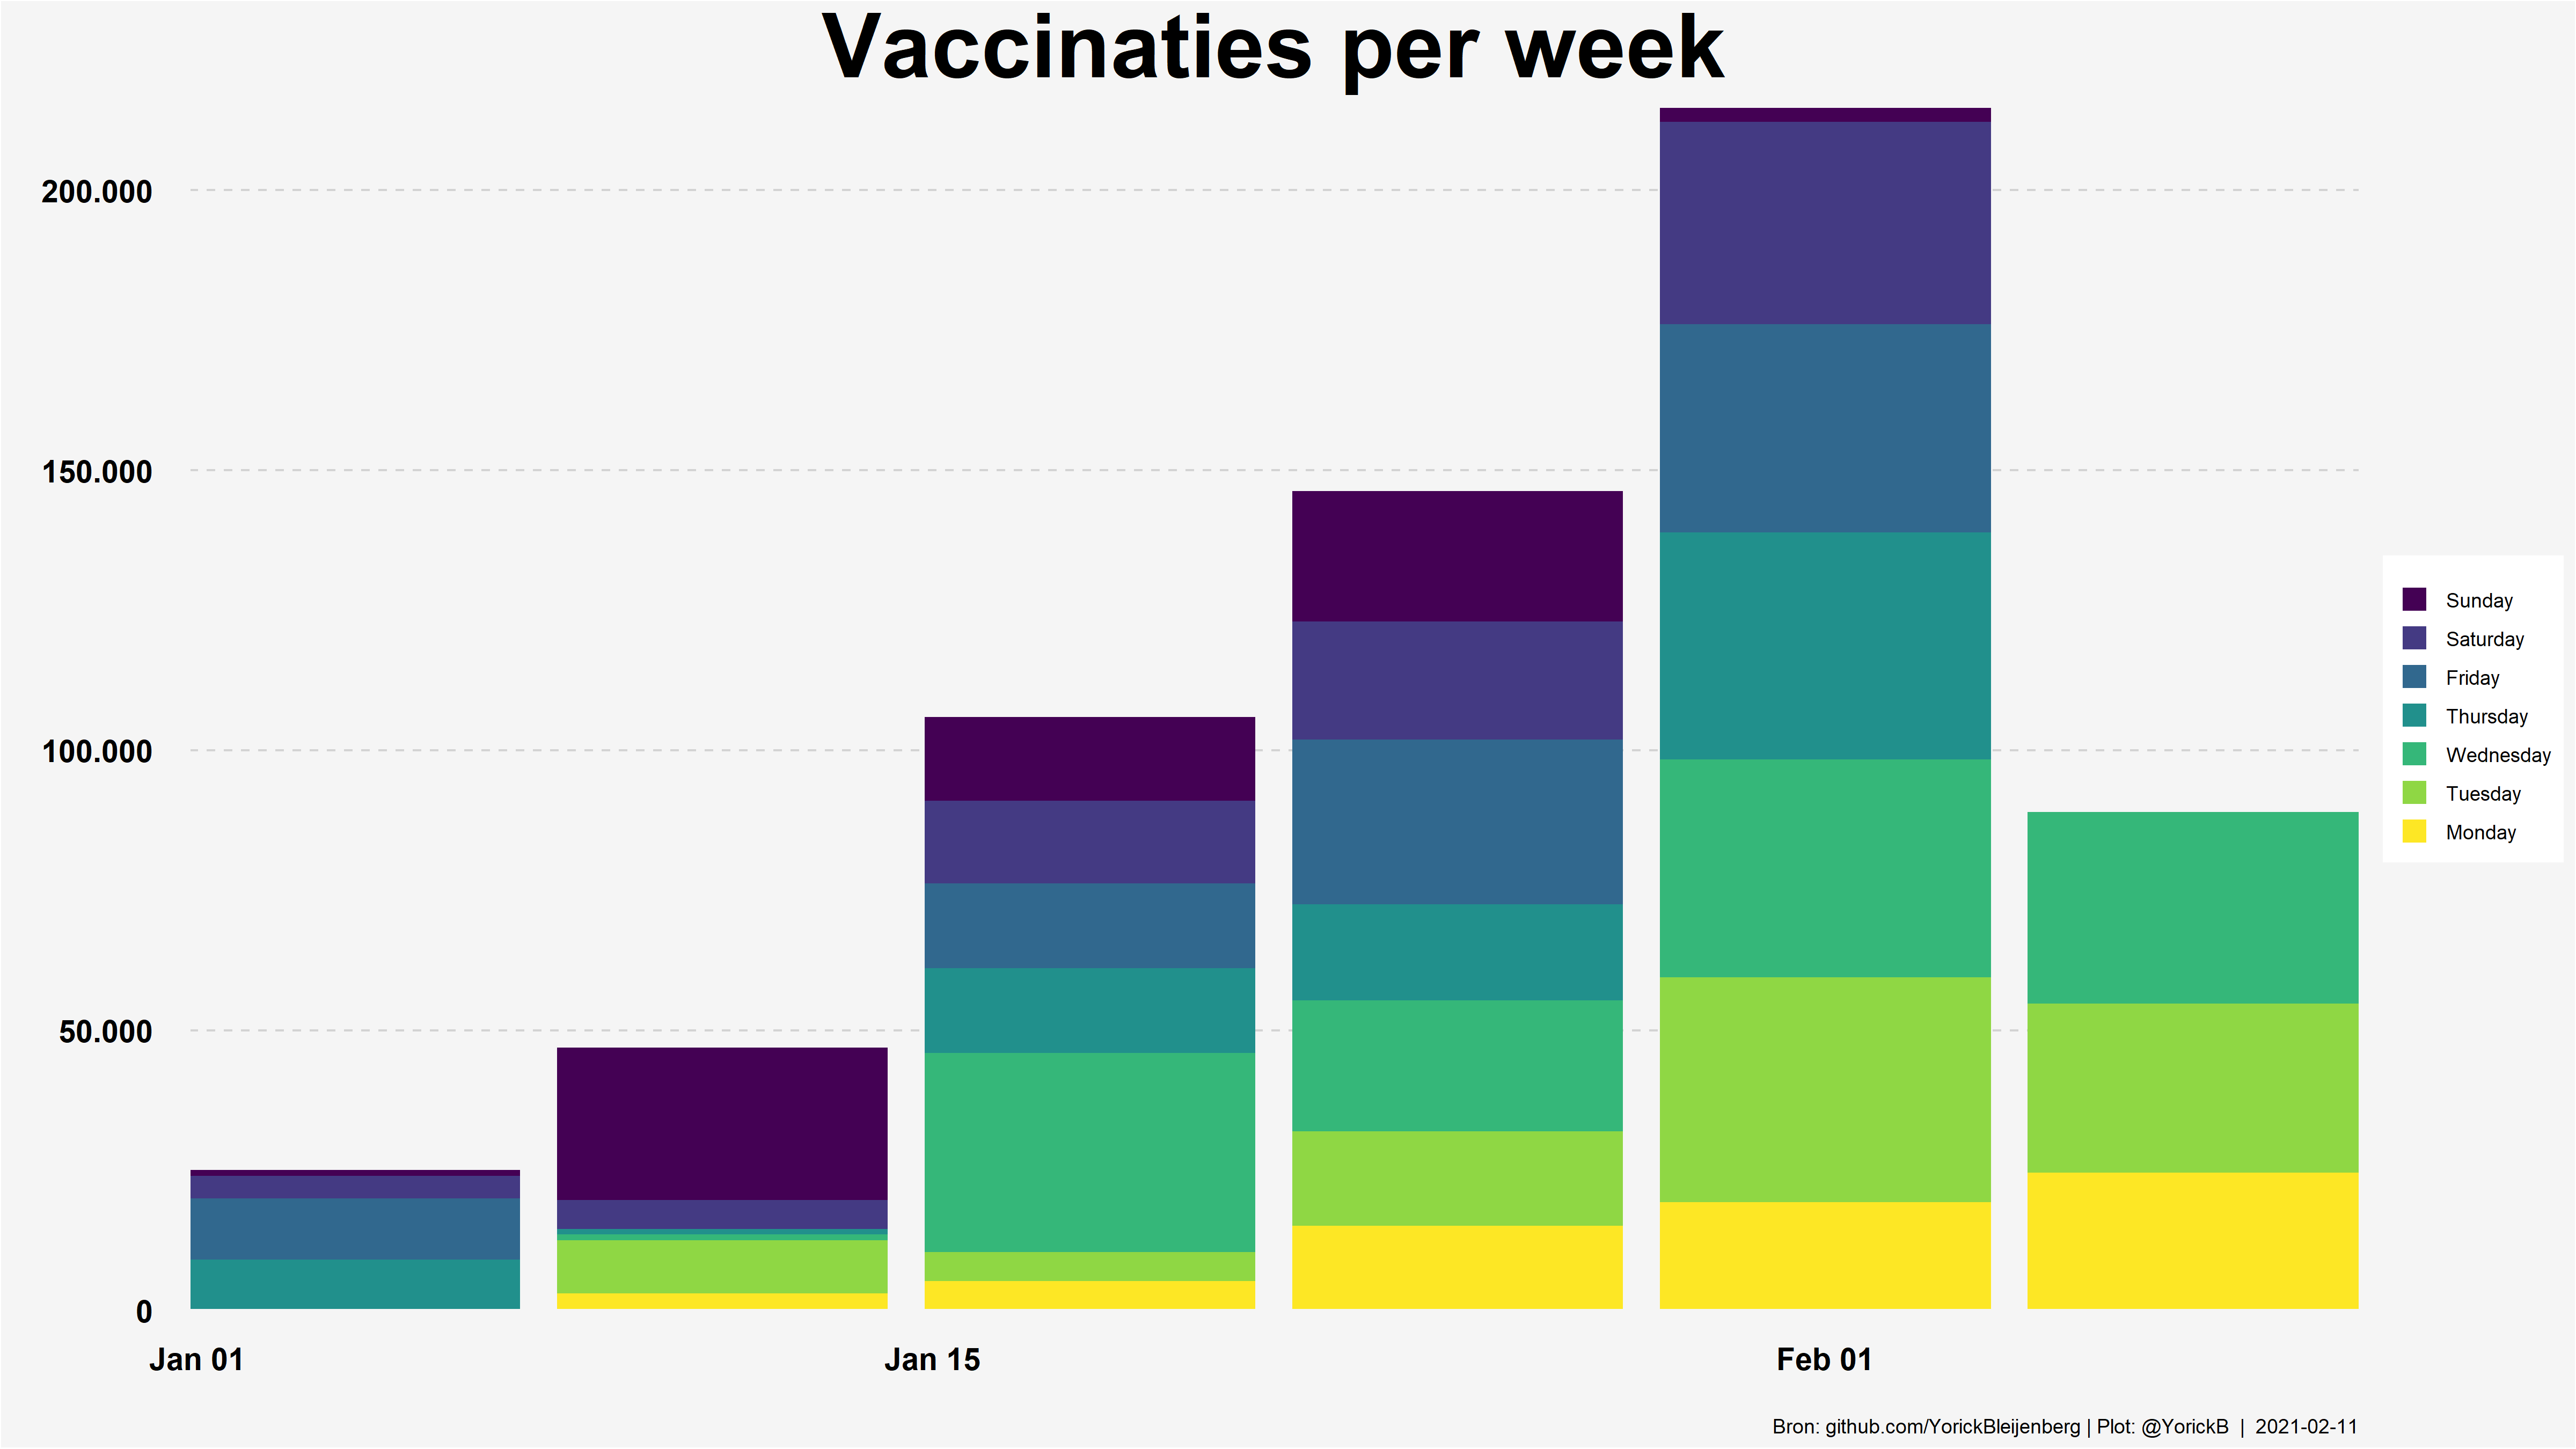 Vaccinaties per week
200.000
150.000
100.000
50.000
0
Jan 01
Jan 15
Feb 01
Sunday
Saturday
Friday
Thursday
Wednesday
Tuesday
Monday
Bron: github.com/YorickBleijenberg | Plot: @YorickB | 2021-02-11